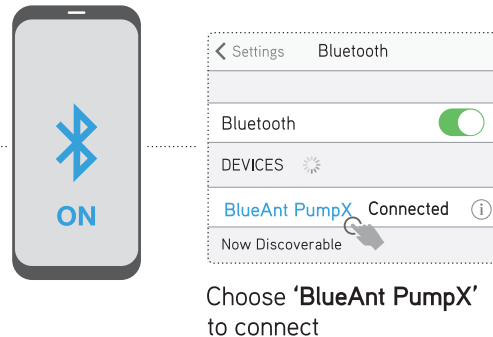 ON
Settings Bluetooth
Bluetooth
DEVICES
BlueAnt PumpX Connected i
Now Discoverable
Choose ‘BlueAnt PumpX’
to connect